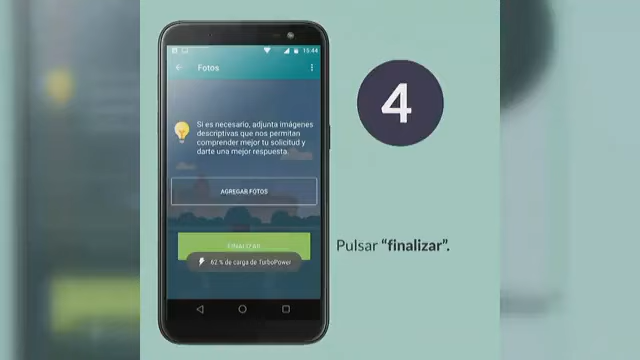 15:44
Fotos
Si es necesario, adjunta imágenes
descriptivas que nos permitan
comprender mejor tu solicitud y
darte una mejor respuesta.
AGREGAR FOTOS
FINALIZAR
62 % de carga de TurboPower
4
Pulsar “finalizar”.